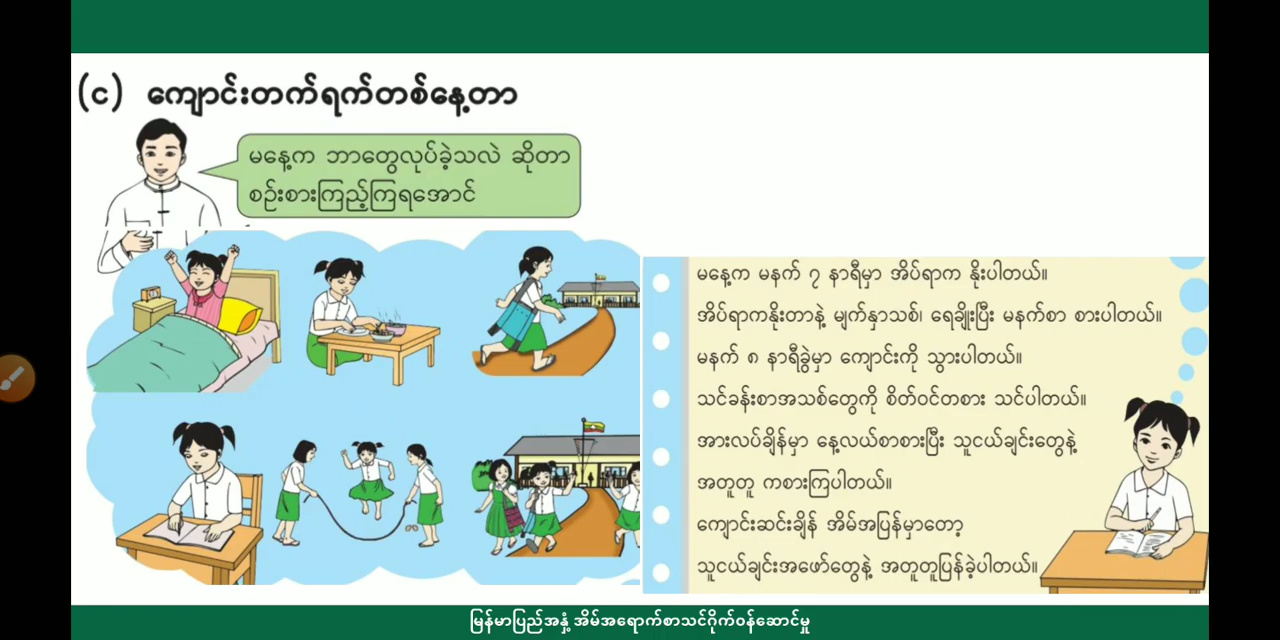 (င) ကျောင်းတက်ရက်တစ်နေ့တာ
မနေ့က ဘာတွေလုပ်ခဲ့သလဲ ဆိုတာ
စဉ်းစားကြည့်ကြရအောင်
မနေ့က မနက် ၇ နာရီမှာ အိပ်ရာက နိုးပါတယ်။
အိပ်ရာကနိုးတာနဲ့ မျက်နှာသစ်၊ ရေချိုးပြီး မနက်စာ စားပါတယ်။
မနက် ၈ နာရီခွဲမှာ ကျောင်းကို သွားပါတယ်။
သင်ခန်းစာအသစ်တွေကို စိတ်ဝင်တစား သင်ပါတယ်။
အားလပ်ချိန်မှာ နေ့လယ်စာစားပြီး သူငယ်ချင်းတွေနဲ့
အတူတူ ကစားကြပါတယ်။
ကျောင်းဆင်းချိန် အိမ်အပြန်မှာတော့
သူငယ်ချင်းအဖော်တွေနဲ့ အတူတူပြန်ခဲ့ပါတယ်။
မြန်မာပြည်အနှံ့ အိမ်အရောက်စာသင်ဂိုက်ဝန်ဆောင်မှု